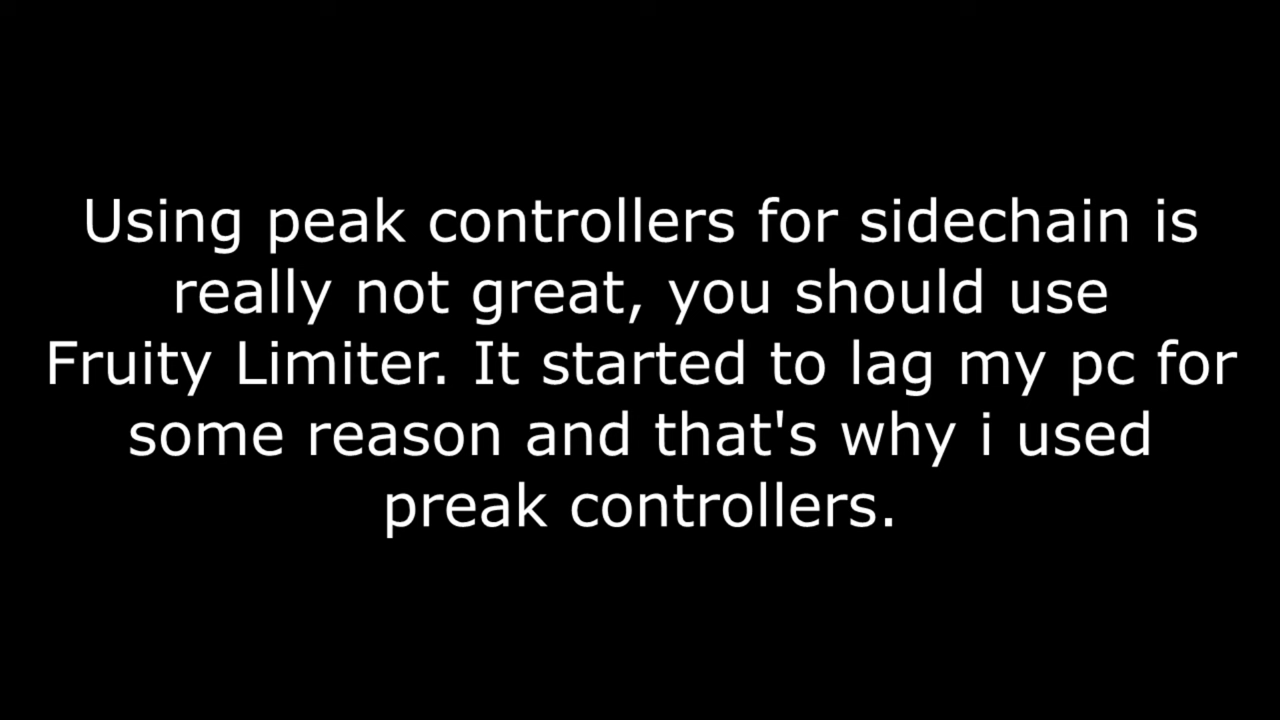 Using peak controllers for sidechain is
really not great, you should use
Fruity Limiter. It started to lag my pc for
some reason and that's why i used
preak controllers.